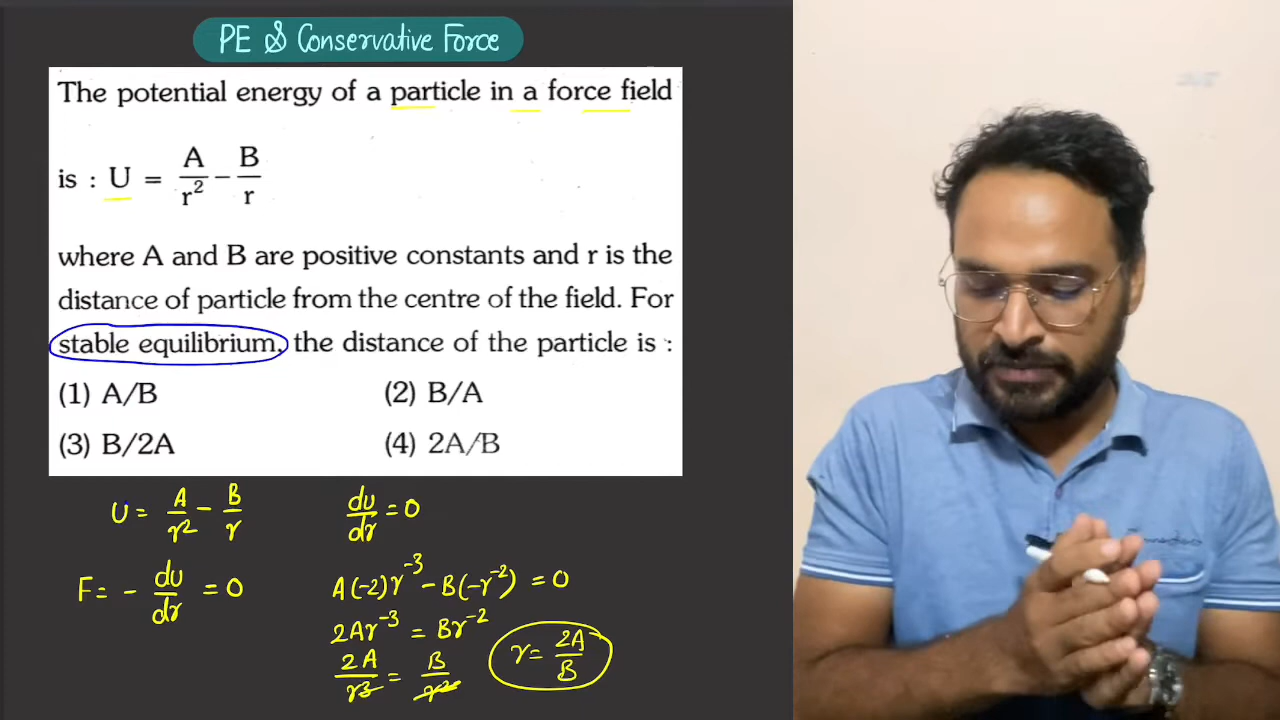 PE & Conservative Force
The potential energy of a particle in a force field
is : U = A/r² − B/r
where A and B are positive constants and r is the
distance of particle from the centre of the field. For
stable equilibrium, the distance of the particle is :
(1) A/B (2) B/A
(3) B/2A (4) 2A/B
U = A/r² − B/r
du/dr = 0
F = − du/dr = 0
A(-2)r⁻³ − B(-r⁻²) = 0
2Ar⁻³ = Br⁻²
2A/r³ = B/r²
r = 2A/B